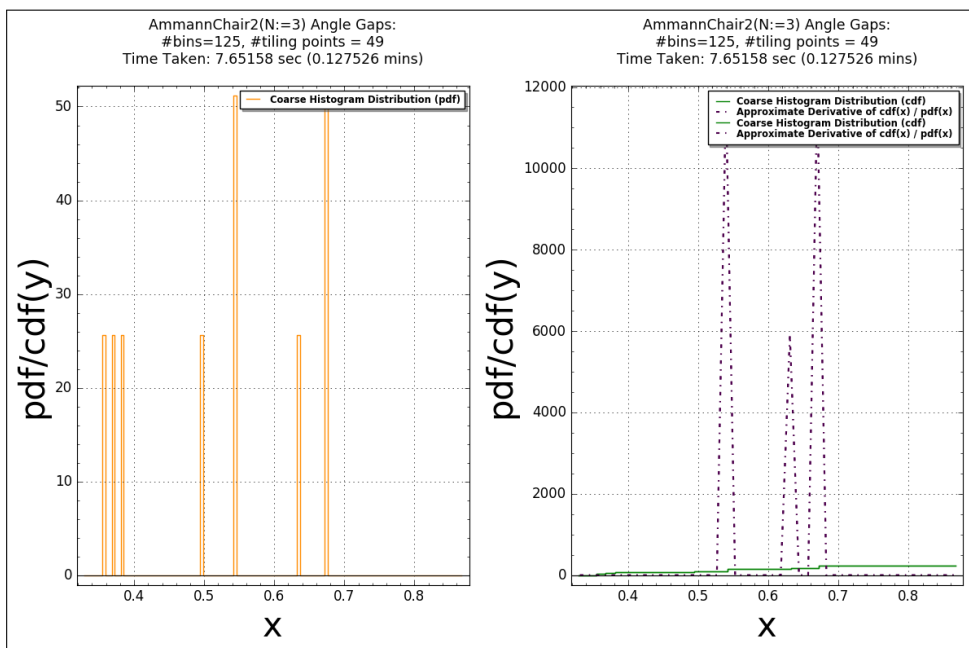 AmmannChair2(N:=3) Angle Gaps:
#bins=125, #tiling points = 49
Time Taken: 7.65158 sec (0.127526 mins)
Coarse Histogram Distribution (pdf)
50
40
30
20
10
0
pdf/cdf(y)
0.4 0.5 0.6 0.7 0.8
x
AmmannChair2(N:=3) Angle Gaps:
#bins=125, #tiling points = 49
Time Taken: 7.65158 sec (0.127526 mins)
Coarse Histogram Distribution (cdf)
Approximate Derivative of cdf(x) / pdf(x)
Coarse Histogram Distribution (cdf)
Approximate Derivative of cdf(x) / pdf(x)
12000
10000
8000
6000
4000
2000
0
pdf/cdf(y)
0.4 0.5 0.6 0.7 0.8
x